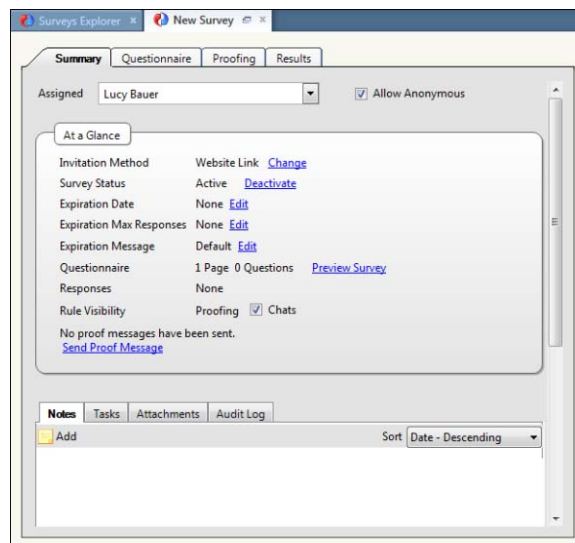 Surveys Explorer New Survey
Summary Questionnaire Proofing Results
Assigned Lucy Bauer Allow Anonymous
At a Glance
Invitation Method Website Link Change
Survey Status Active Deactivate
Expiration Date None Edit
Expiration Max Responses None Edit
Expiration Message Default Edit
Questionnaire 1 Page 0 Questions Preview Survey
Responses None
Rule Visibility Proofing Chats
No proof messages have been sent.
Send Proof Message
Notes Tasks Attachments Audit Log
Add Sort Date - Descending